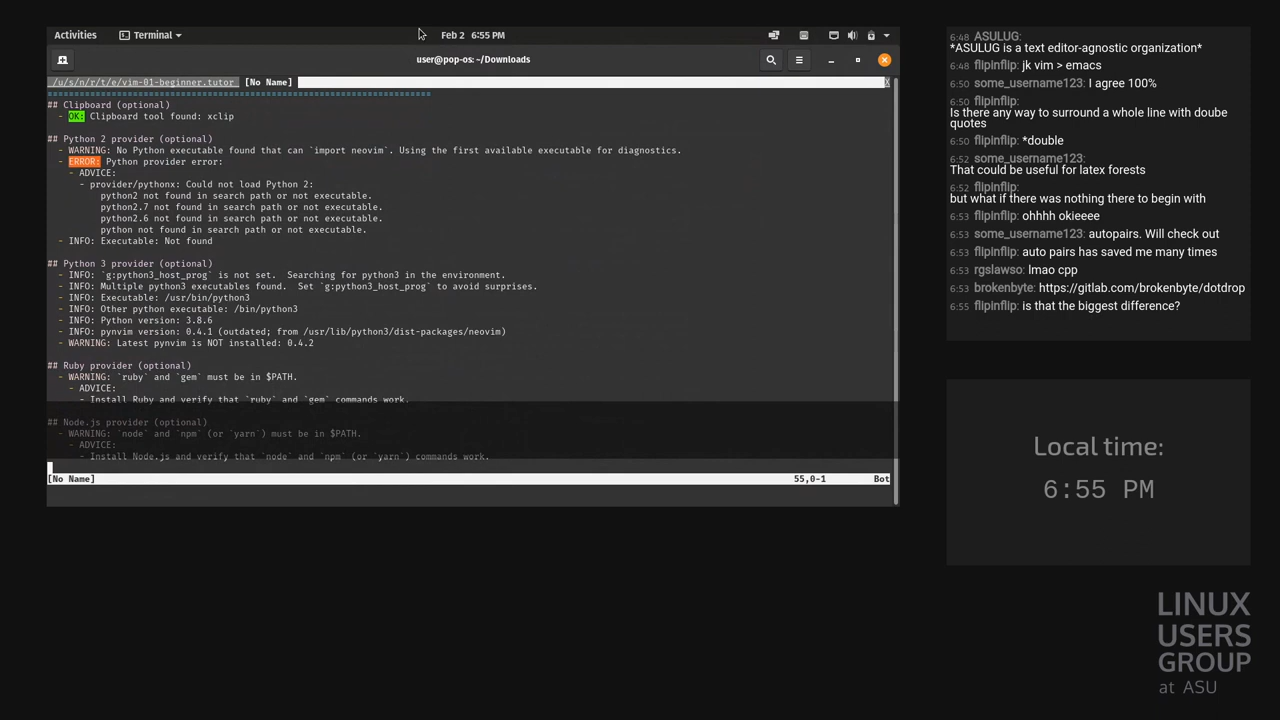 Activities
Terminal
Feb 2 6:55 PM
user@pop-os: ~/Downloads
/u/s/n/r/t/e/vim-01-beginner.tutor [No Name] X
========================================================================
## Clipboard (optional)
- OK: Clipboard tool found: xclip
## Python 2 provider (optional)
- WARNING: No Python executable found that can `import neovim`. Using the first available executable for diagnostics.
- ERROR: Python provider error:
- ADVICE:
- provider/pythonx: Could not load Python 2:
python2 not found in search path or not executable.
python2.7 not found in search path or not executable.
python2.6 not found in search path or not executable.
python not found in search path or not executable.
- INFO: Executable: Not found
## Python 3 provider (optional)
- INFO: `g:python3_host_prog` is not set.  Searching for python3 in the environment.
- INFO: Multiple python3 executables found.  Set `g:python3_host_prog` to avoid surprises.
- INFO: Executable: /usr/bin/python3
- INFO: Other python executable: /bin/python3
- INFO: Python version: 3.8.6
- INFO: pynvim version: 0.4.1 (outdated; from /usr/lib/python3/dist-packages/neovim)
- WARNING: Latest pynvim is NOT installed: 0.4.2
## Ruby provider (optional)
- WARNING: `ruby` and `gem` must be in $PATH.
- ADVICE:
- Install Ruby and verify that `ruby` and `gem` commands work.
## Node.js provider (optional)
- WARNING: `node` and `npm` (or `yarn`) must be in $PATH.
- ADVICE:
- Install Node.js and verify that `node` and `npm` (or `yarn`) commands work.
[No Name] 55,0-1 Bot
6:48 ASULUG:
*ASULUG is a text editor-agnostic organization*
6:48 flipinflip: jk vim > emacs
6:50 some_username123: I agree 100%
6:50 flipinflip:
Is there any way to surround a whole line with doube
quotes
6:50 flipinflip: *double
6:52 some_username123:
That could be useful for latex forests
6:52 flipinflip:
but what if there was nothing there to begin with
6:53 flipinflip: ohhhh okieeee
6:53 some_username123: autopairs. Will check out
6:53 flipinflip: auto pairs has saved me many times
6:53 rgslawso: lmao cpp
6:53 brokenbyte: https://gitlab.com/brokenbyte/dotdrop
6:55 flipinflip: is that the biggest difference?
Local time:
6:55 PM
LINUX
USERS
GROUP
at ASU